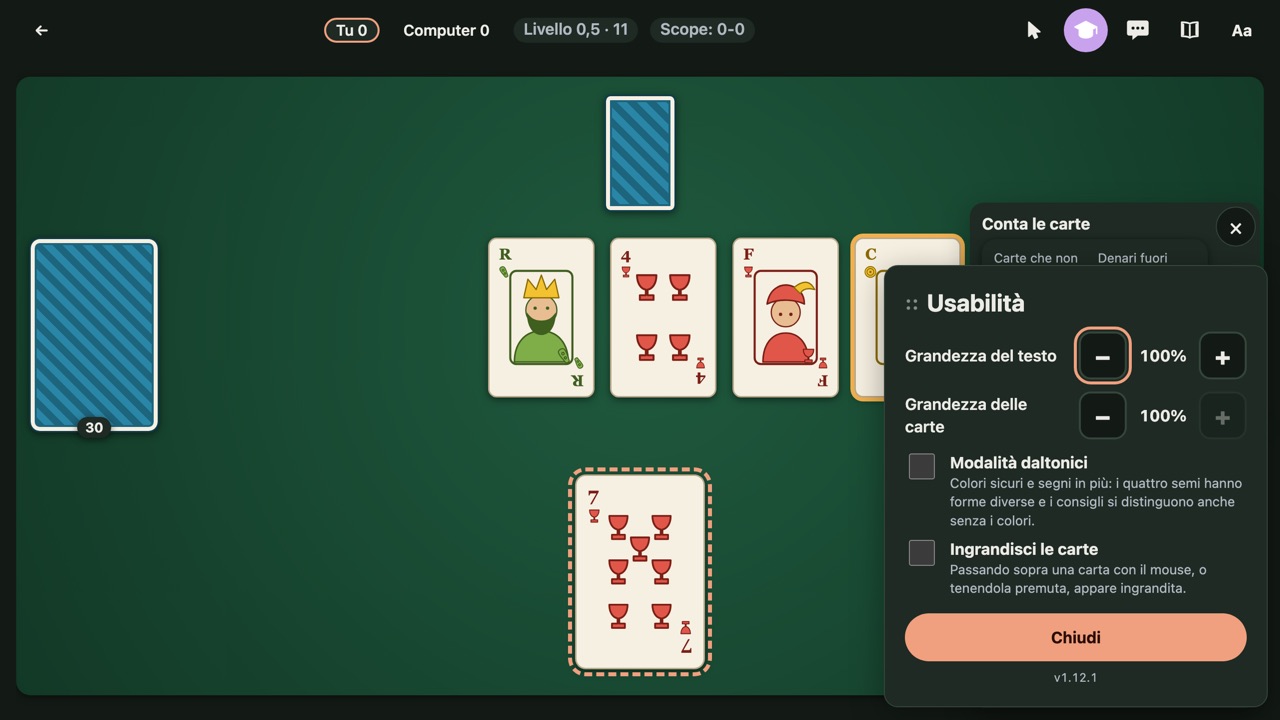 Tu 0
Computer 0
Livello 0,5 · 11
Scope: 0-0
Aa
R
R
4
4
F
F
C
30
7
7
Conta le carte
Carte che non
Denari fuori
Usabilità
Grandezza del testo
− 100% +
Grandezza delle
carte
− 100% +
Modalità daltonici
Colori sicuri e segni in più: i quattro semi hanno
forme diverse e i consigli si distinguono anche
senza i colori.
Ingrandisci le carte
Passando sopra una carta con il mouse, o
tenendola premuta, appare ingrandita.
Chiudi
v1.12.1